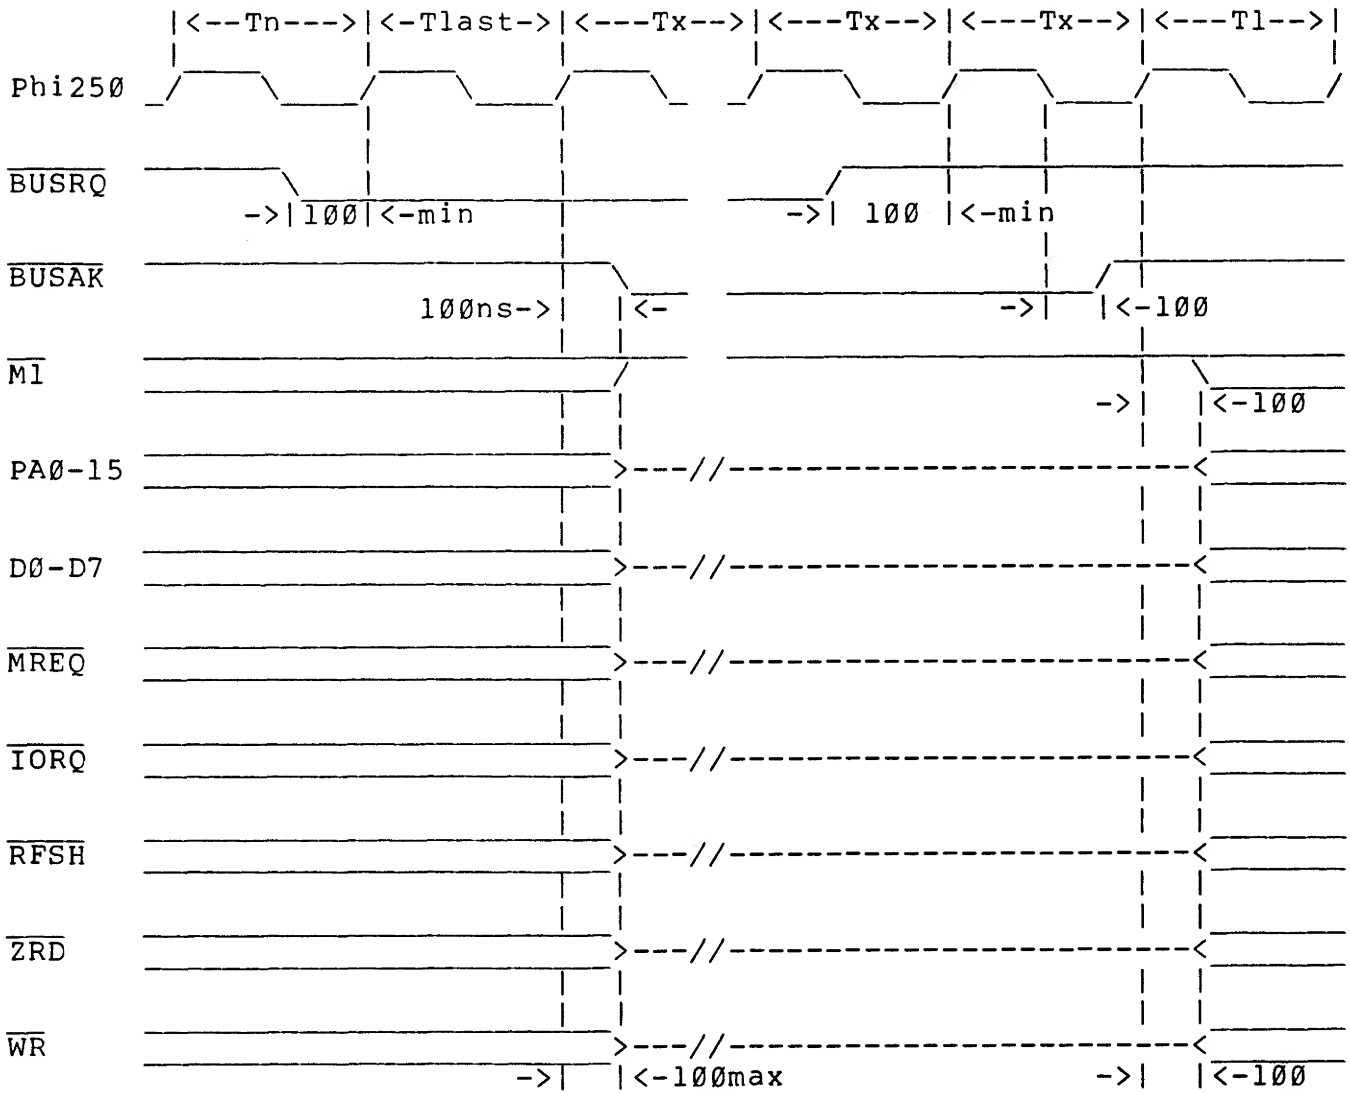 |<--Tn--->|<-Tlast->|<---Tx-->|<---Tx-->|<---Tx-->|<---Tl-->|
Phi250
BUSRQ
->|100|<-min ->| 100 |<-min
BUSAK
100ns->| |<- ->| |<-100
M1
->| |<-100
PA0-15 >---//------------------------<
D0-D7 >---//------------------------<
MREQ >---//------------------------<
IORQ >---//------------------------<
RFSH >---//------------------------<
ZRD >---//------------------------<
WR >---//------------------------<
->| |<-100max ->| |<-100